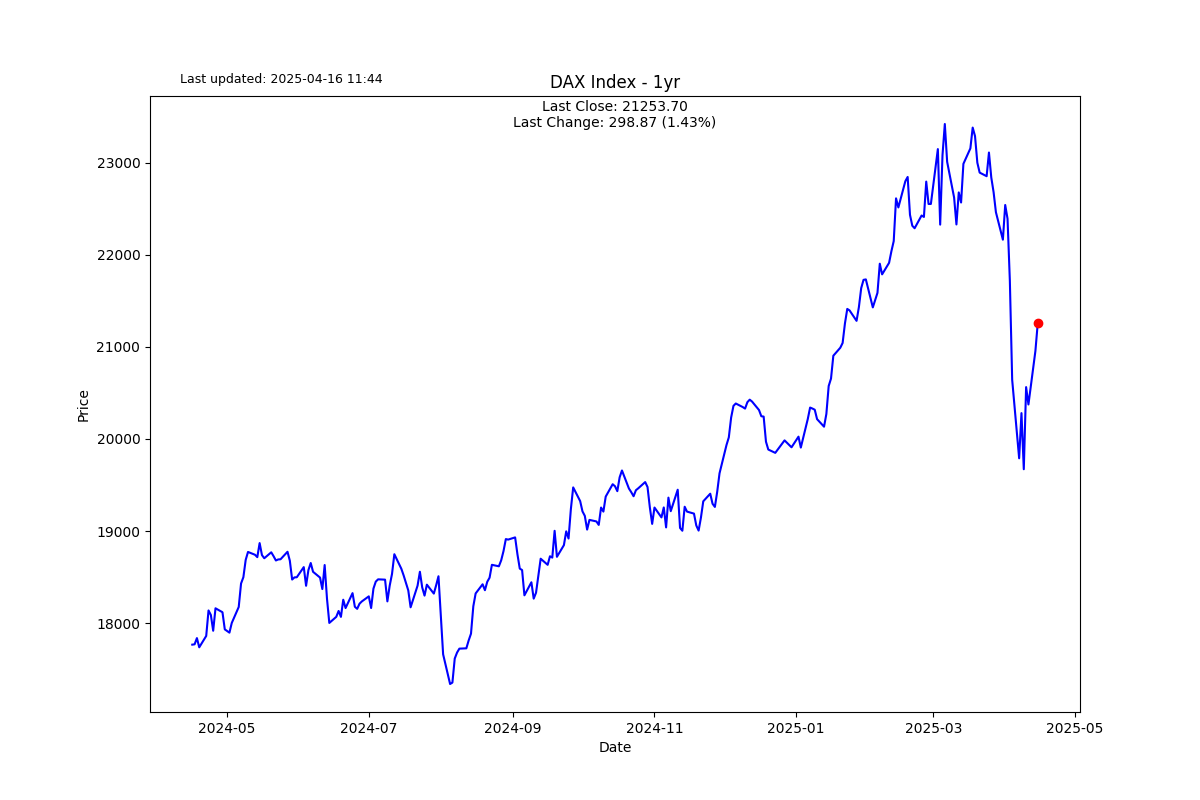 Last updated: 2025-04-16 11:44
DAX Index - 1yr
Last Close: 21253.70
Last Change: 298.87 (1.43%)
Price
23000
22000
21000
20000
19000
18000
2024-05
2024-07
2024-09
2024-11
2025-01
2025-03
2025-05
Date